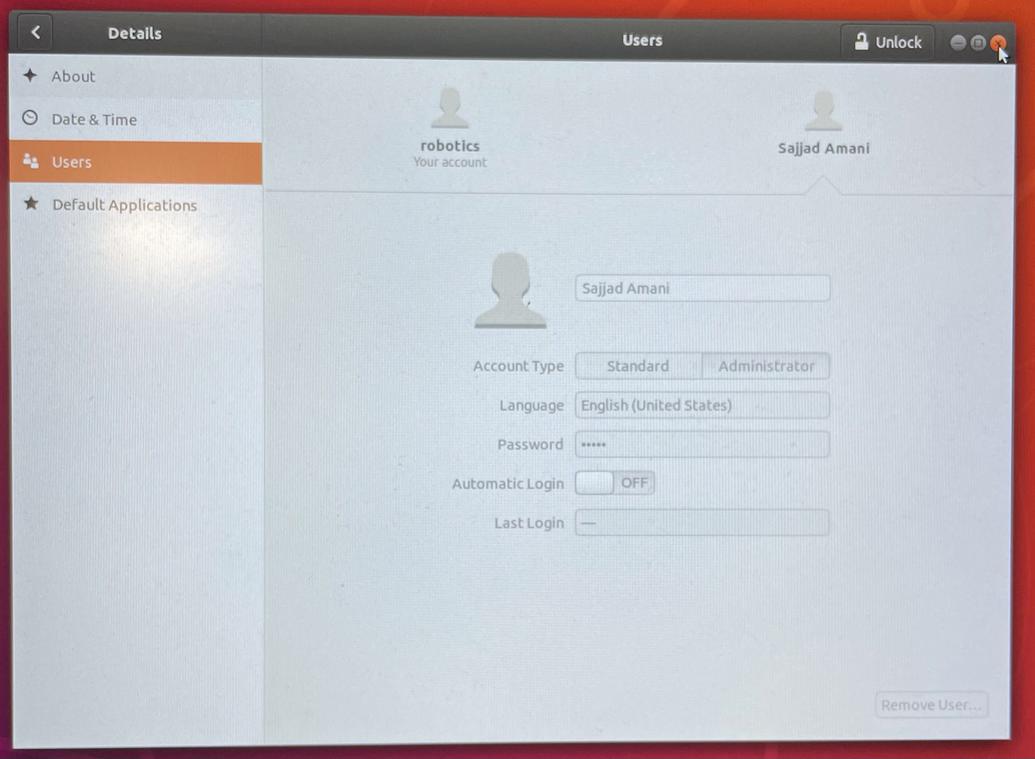 Details
Users
Unlock
About
Date & Time
Users
Default Applications
robotics
Your account
Sajjad Amani
Sajjad Amani
Account Type
Standard
Administrator
Language
English (United States)
Password
•••••
Automatic Login
OFF
Last Login
—
Remove User...